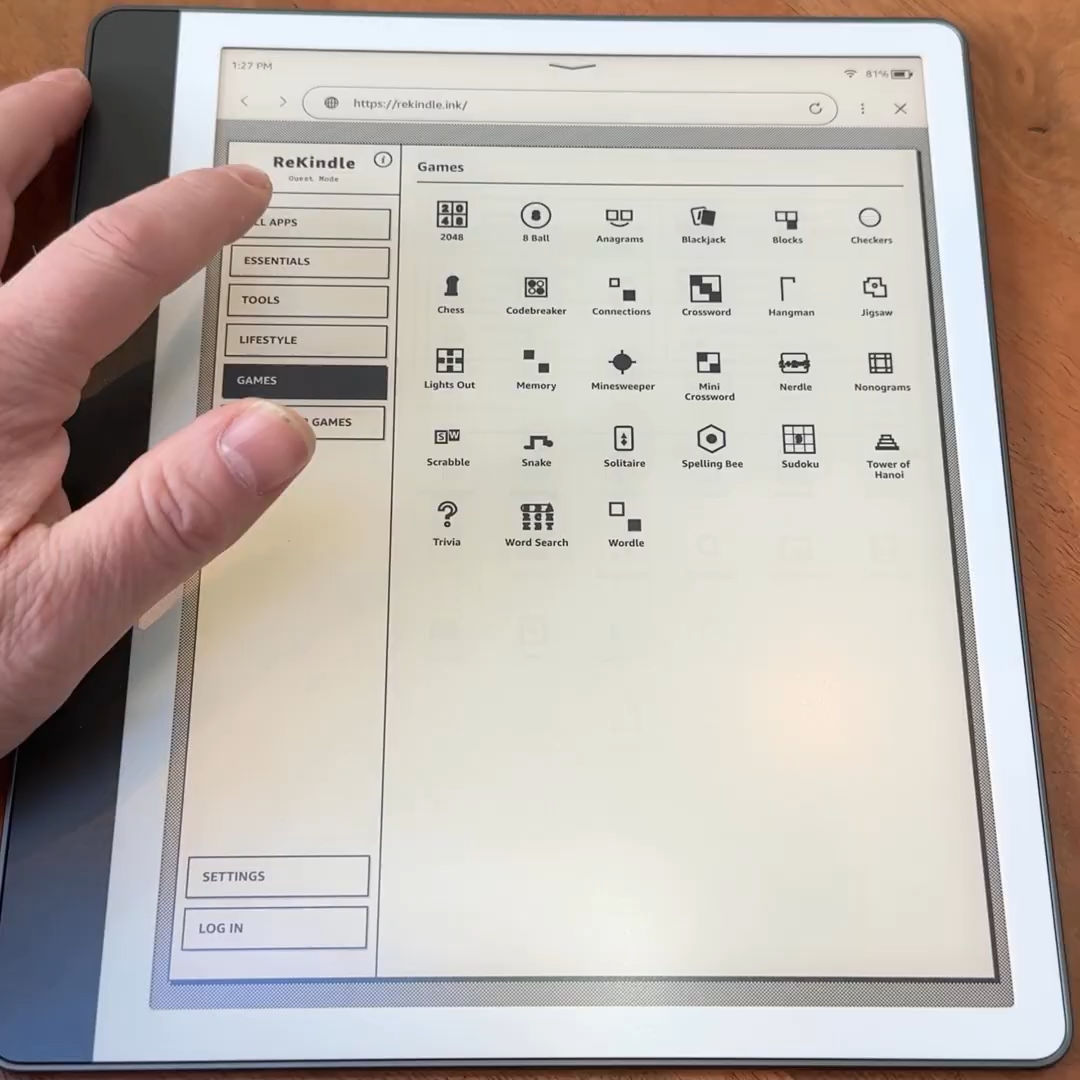 1:27 PM
81%
https://rekindle.ink/
ReKindle
Guest Mode
LL APPS
ESSENTIALS
TOOLS
LIFESTYLE
GAMES
GAMES
SETTINGS
LOG IN
Games
2048
8 Ball
Anagrams
Blackjack
Blocks
Checkers
Chess
Codebreaker
Connections
Crossword
Hangman
Jigsaw
Lights Out
Memory
Minesweeper
Mini
Crossword
Nerdle
Nonograms
Scrabble
Snake
Solitaire
Spelling Bee
Sudoku
Tower of
Hanoi
Trivia
Word Search
Wordle